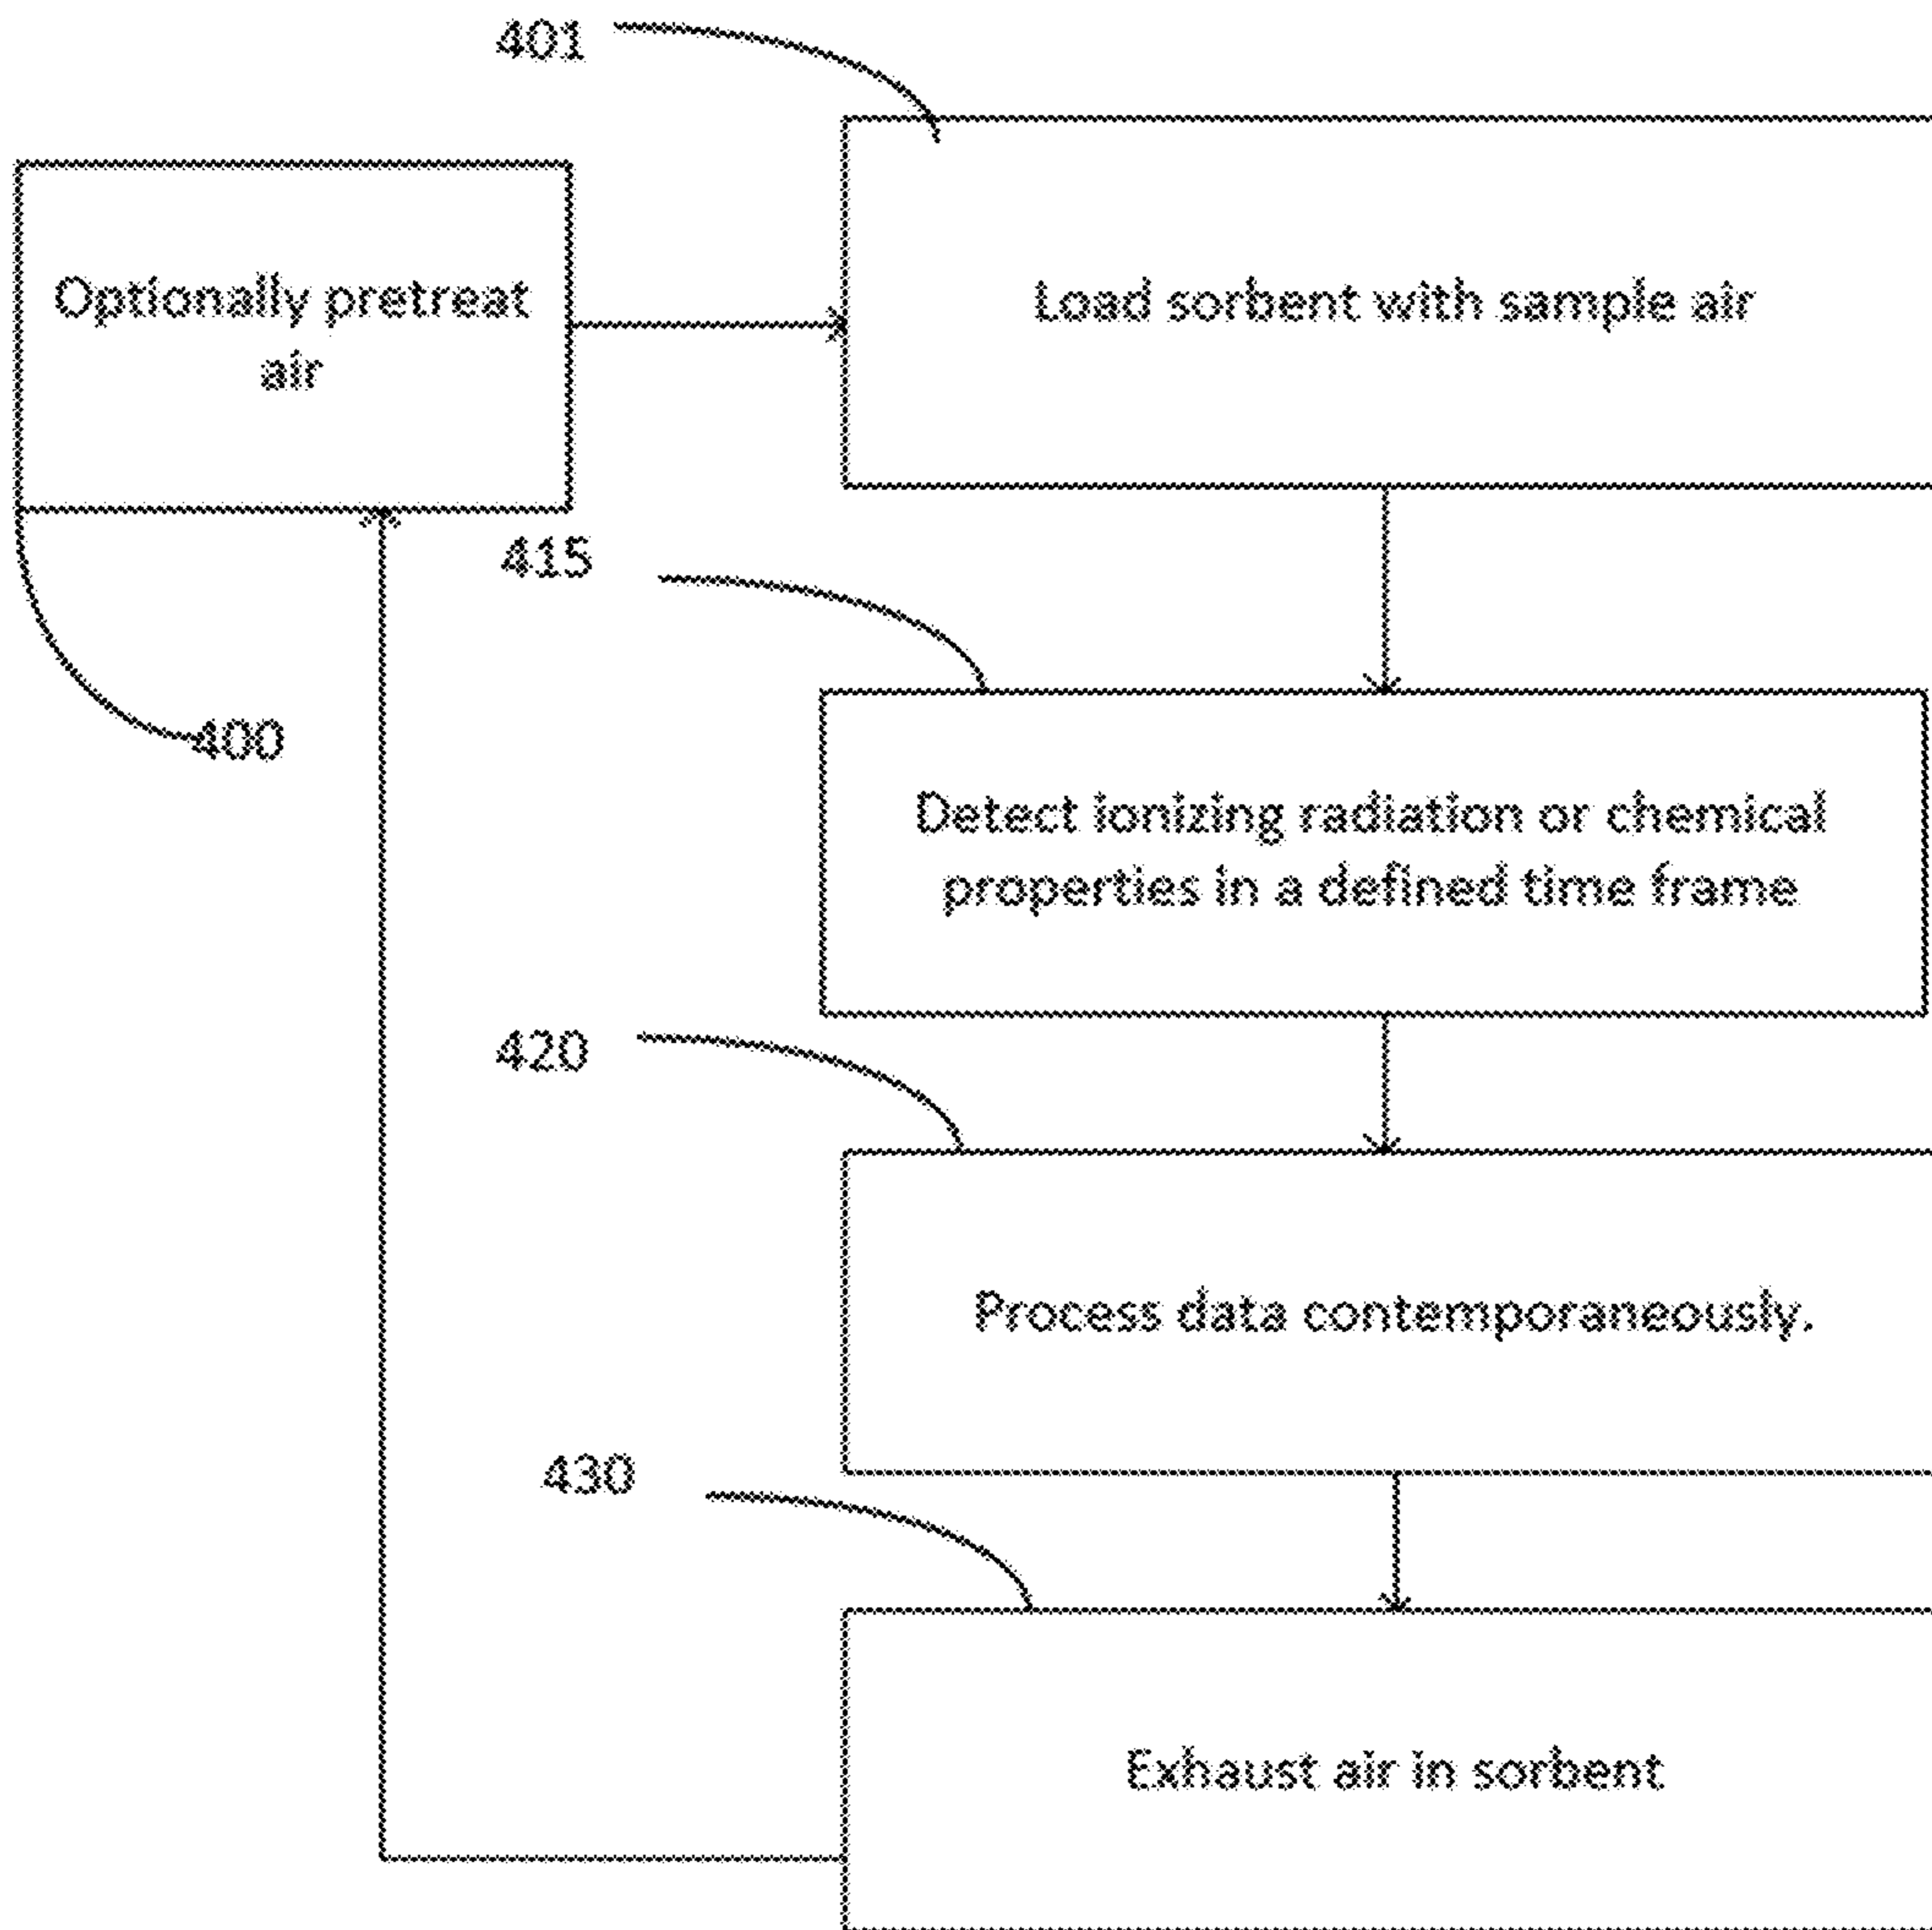 401
Optionally pretreat
air
Load sorbent with sample air
415
400
Detect ionizing radiation or chemical
properties in a defined time frame
420
Process data contemporaneously.
430
Exhaust air in sorbent